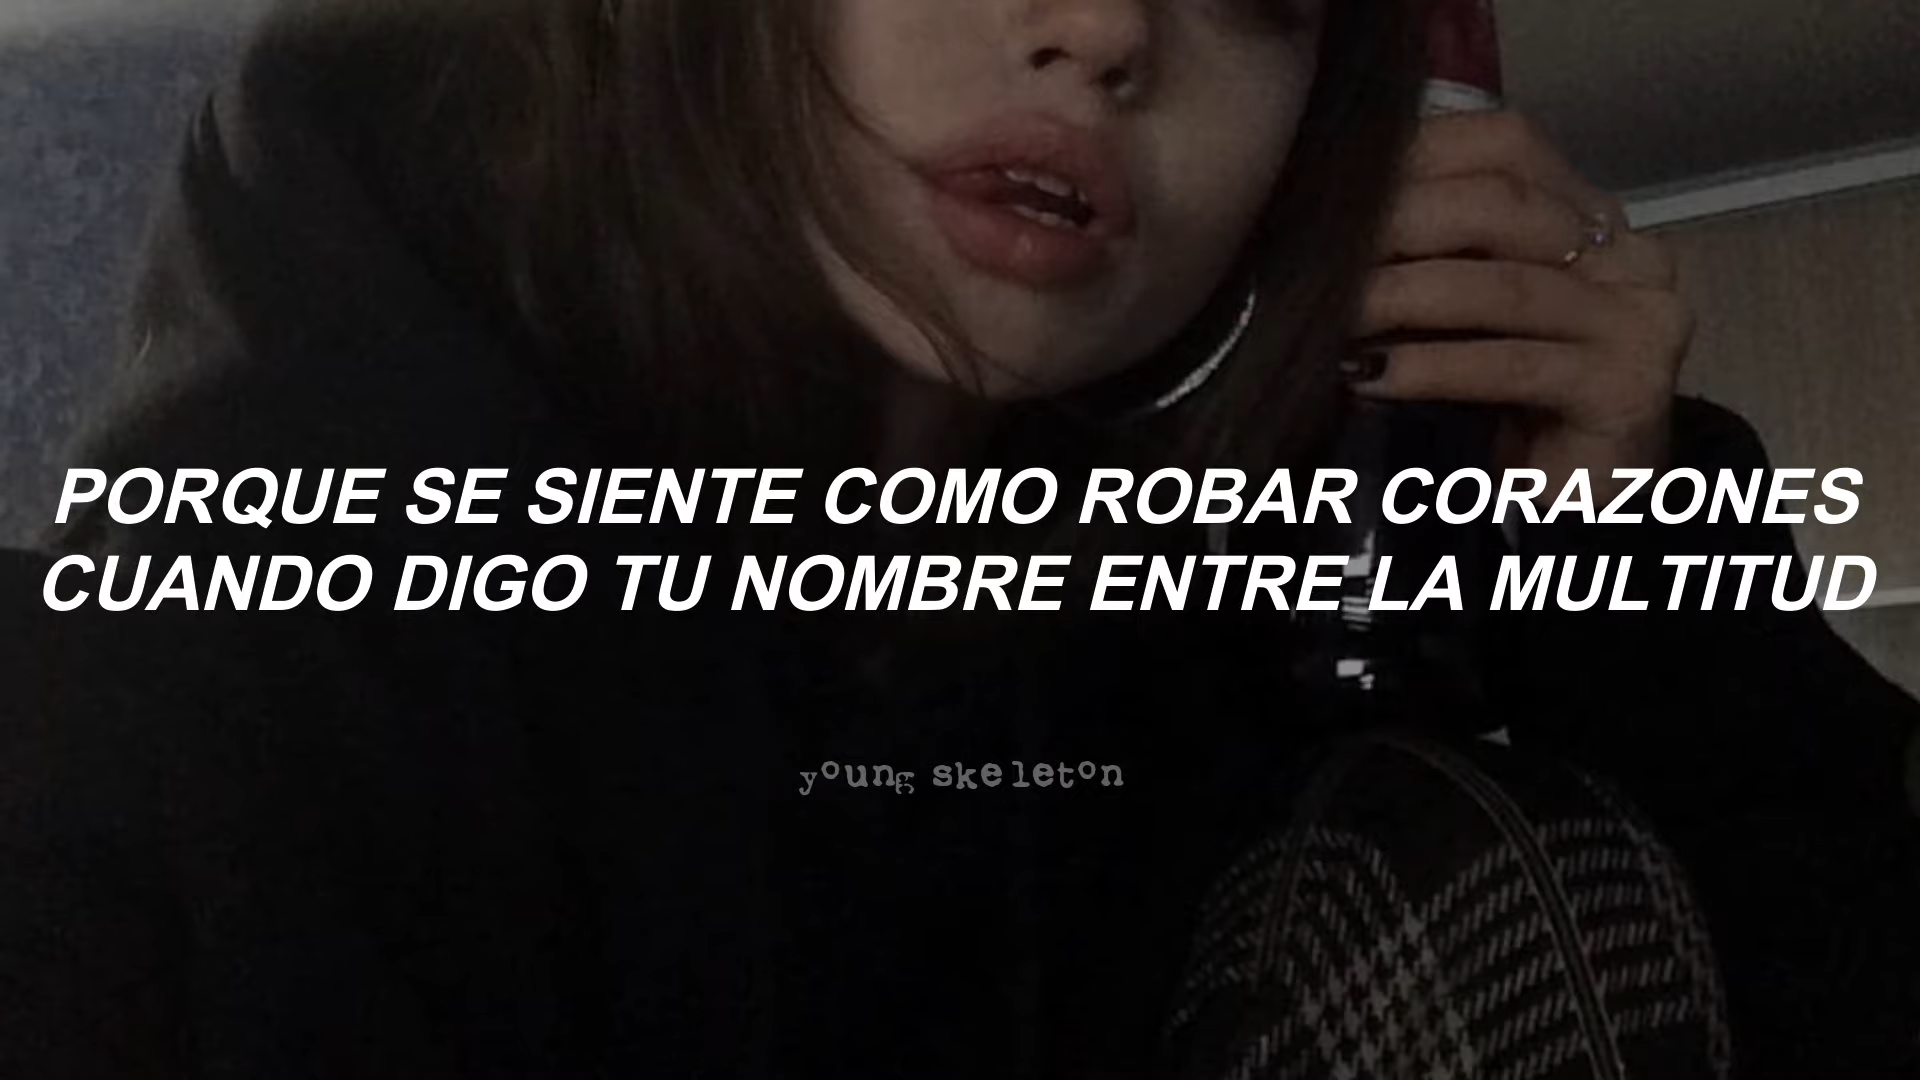 PORQUE SE SIENTE COMO ROBAR CORAZONES
CUANDO DIGO TU NOMBRE ENTRE LA MULTITUD
young skeleton